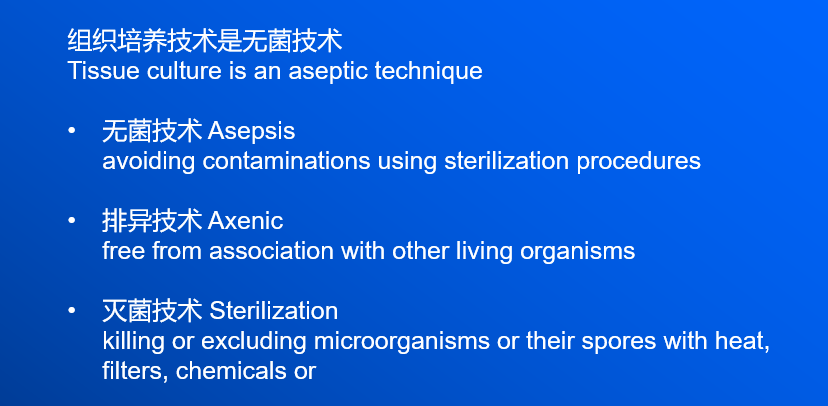 组织培养技术是无菌技术
Tissue culture is an aseptic technique
• 无菌技术 Asepsis
avoiding contaminations using sterilization procedures
• 排异技术 Axenic
free from association with other living organisms
• 灭菌技术 Sterilization
killing or excluding microorganisms or their spores with heat,
filters, chemicals or